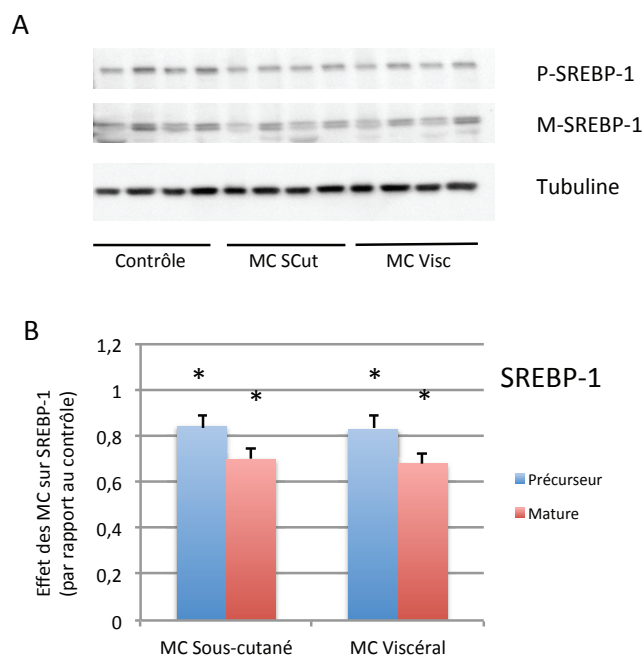 A
P-SREBP-1
M-SREBP-1
Tubuline
Contrôle MC SCut MC Visc
B
SREBP-1
Effet des MC sur SREBP-1
(par rapport au contrôle)
1,2
1
0,8
0,6
0,4
0,2
0
* * * *
Précurseur
Mature
MC Sous-cutané MC Viscéral